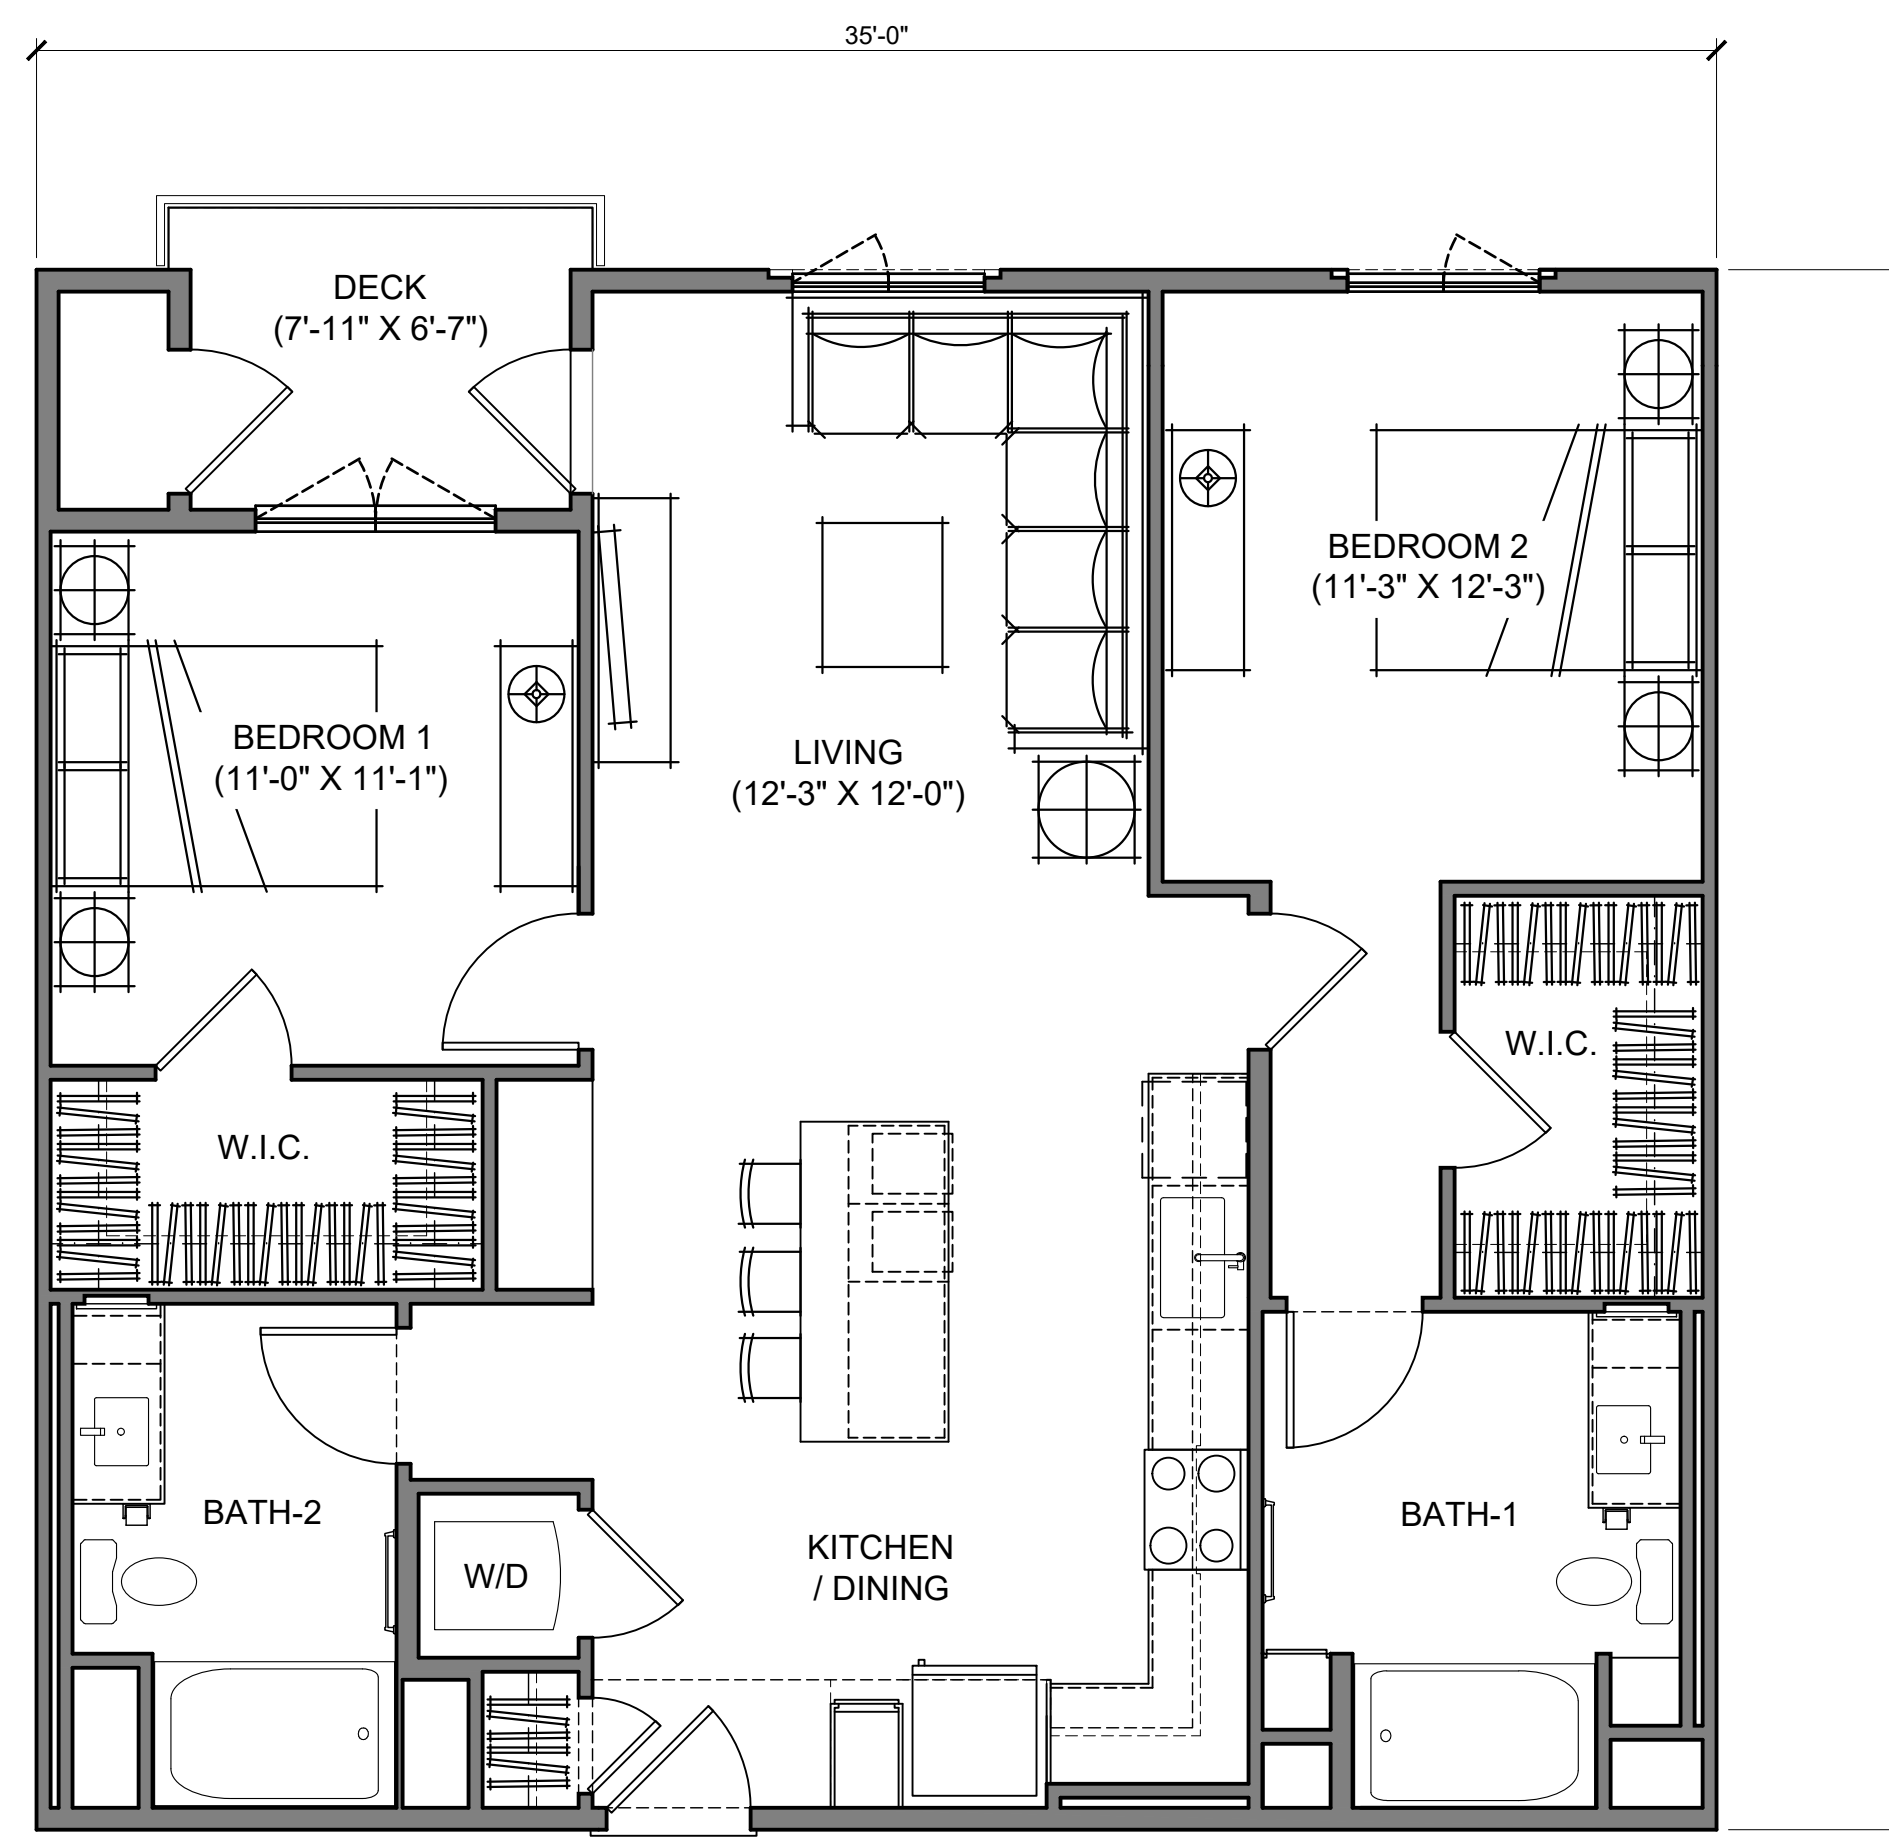 35'-0"
DECK
(7'-11" X 6'-7")
BEDROOM 2
(11'-3" X 12'-3")
BEDROOM 1
(11'-0" X 11'-1")
LIVING
(12'-3" X 12'-0")
W.I.C.
W.I.C.
BATH-2
BATH-1
KITCHEN
/ DINING
W/D